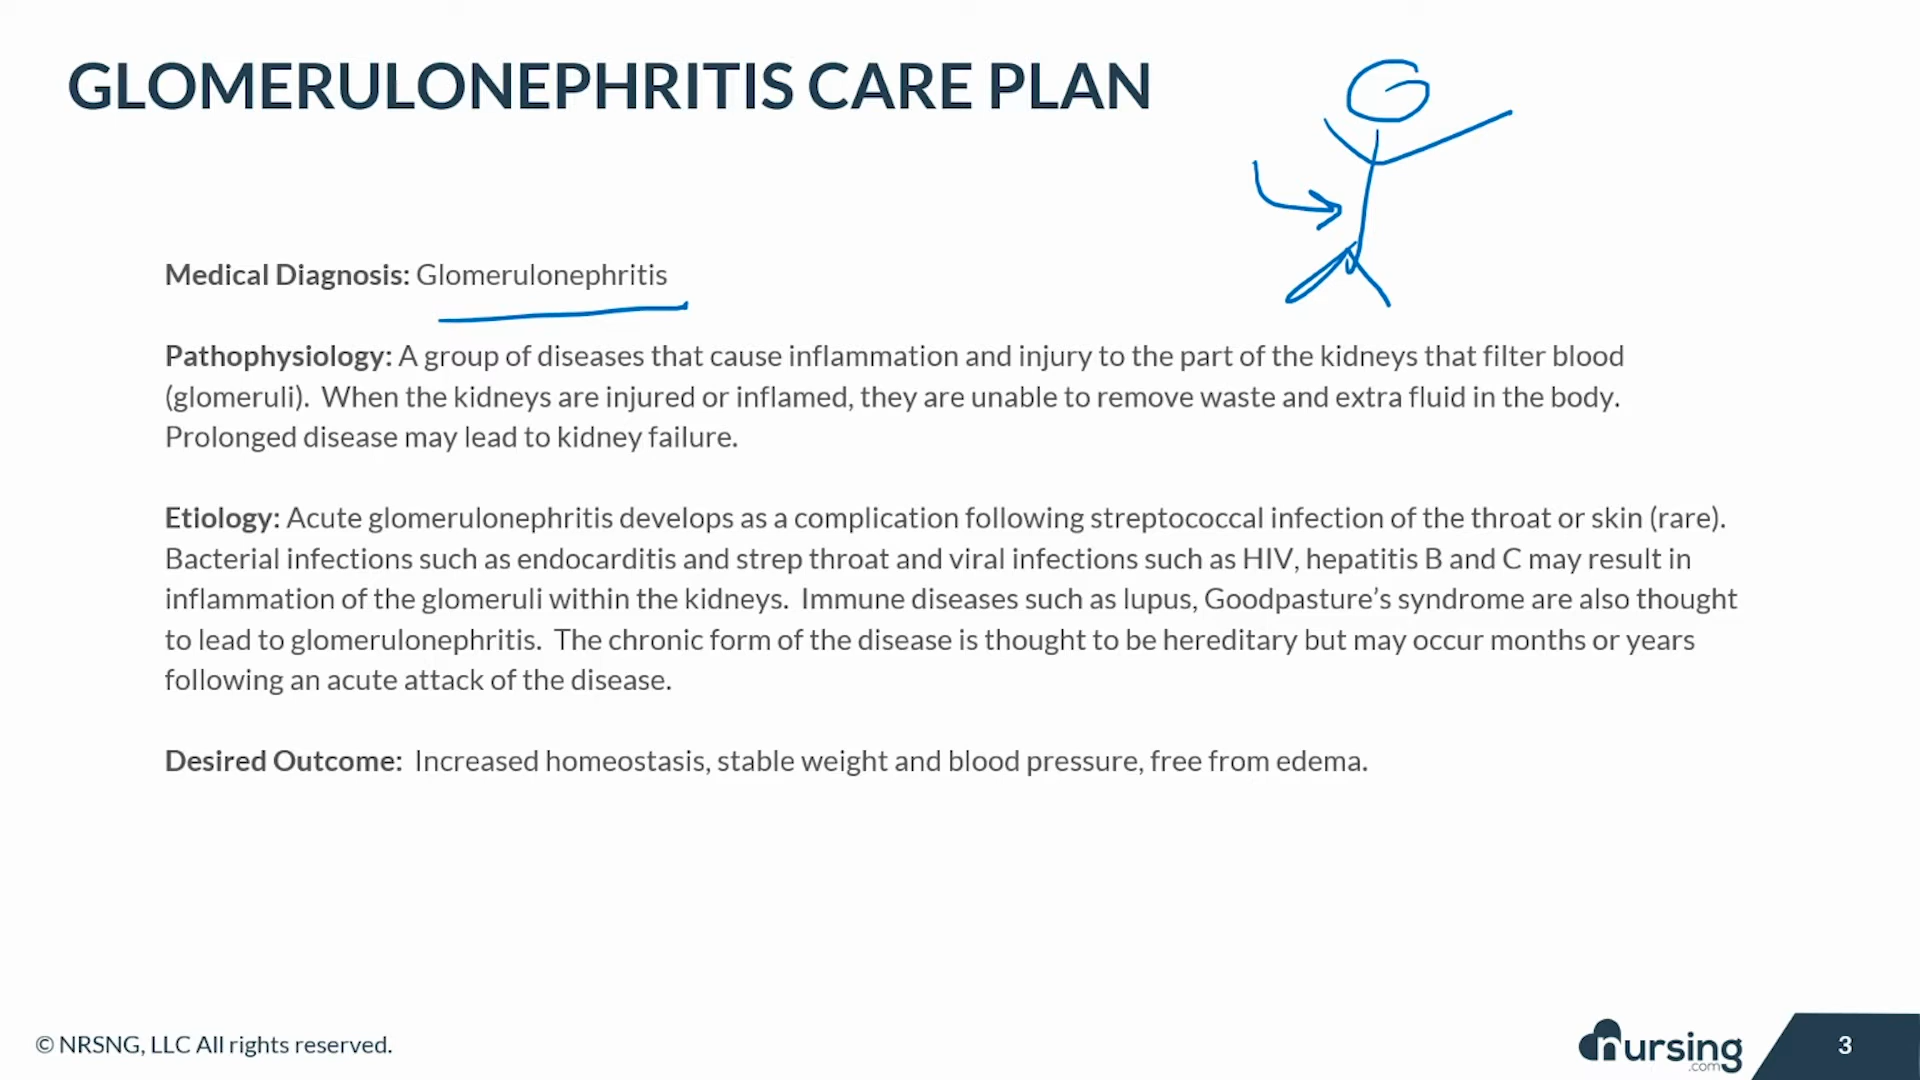 GLOMERULONEPHRITIS CARE PLAN
Medical Diagnosis: Glomerulonephritis
Pathophysiology: A group of diseases that cause inflammation and injury to the part of the kidneys that filter blood
(glomeruli). When the kidneys are injured or inflamed, they are unable to remove waste and extra fluid in the body.
Prolonged disease may lead to kidney failure.
Etiology: Acute glomerulonephritis develops as a complication following streptococcal infection of the throat or skin (rare).
Bacterial infections such as endocarditis and strep throat and viral infections such as HIV, hepatitis B and C may result in
inflammation of the glomeruli within the kidneys. Immune diseases such as lupus, Goodpasture’s syndrome are also thought
to lead to glomerulonephritis. The chronic form of the disease is thought to be hereditary but may occur months or years
following an acute attack of the disease.
Desired Outcome: Increased homeostasis, stable weight and blood pressure, free from edema.
© NRSNG, LLC All rights reserved.
nursing
.com
3